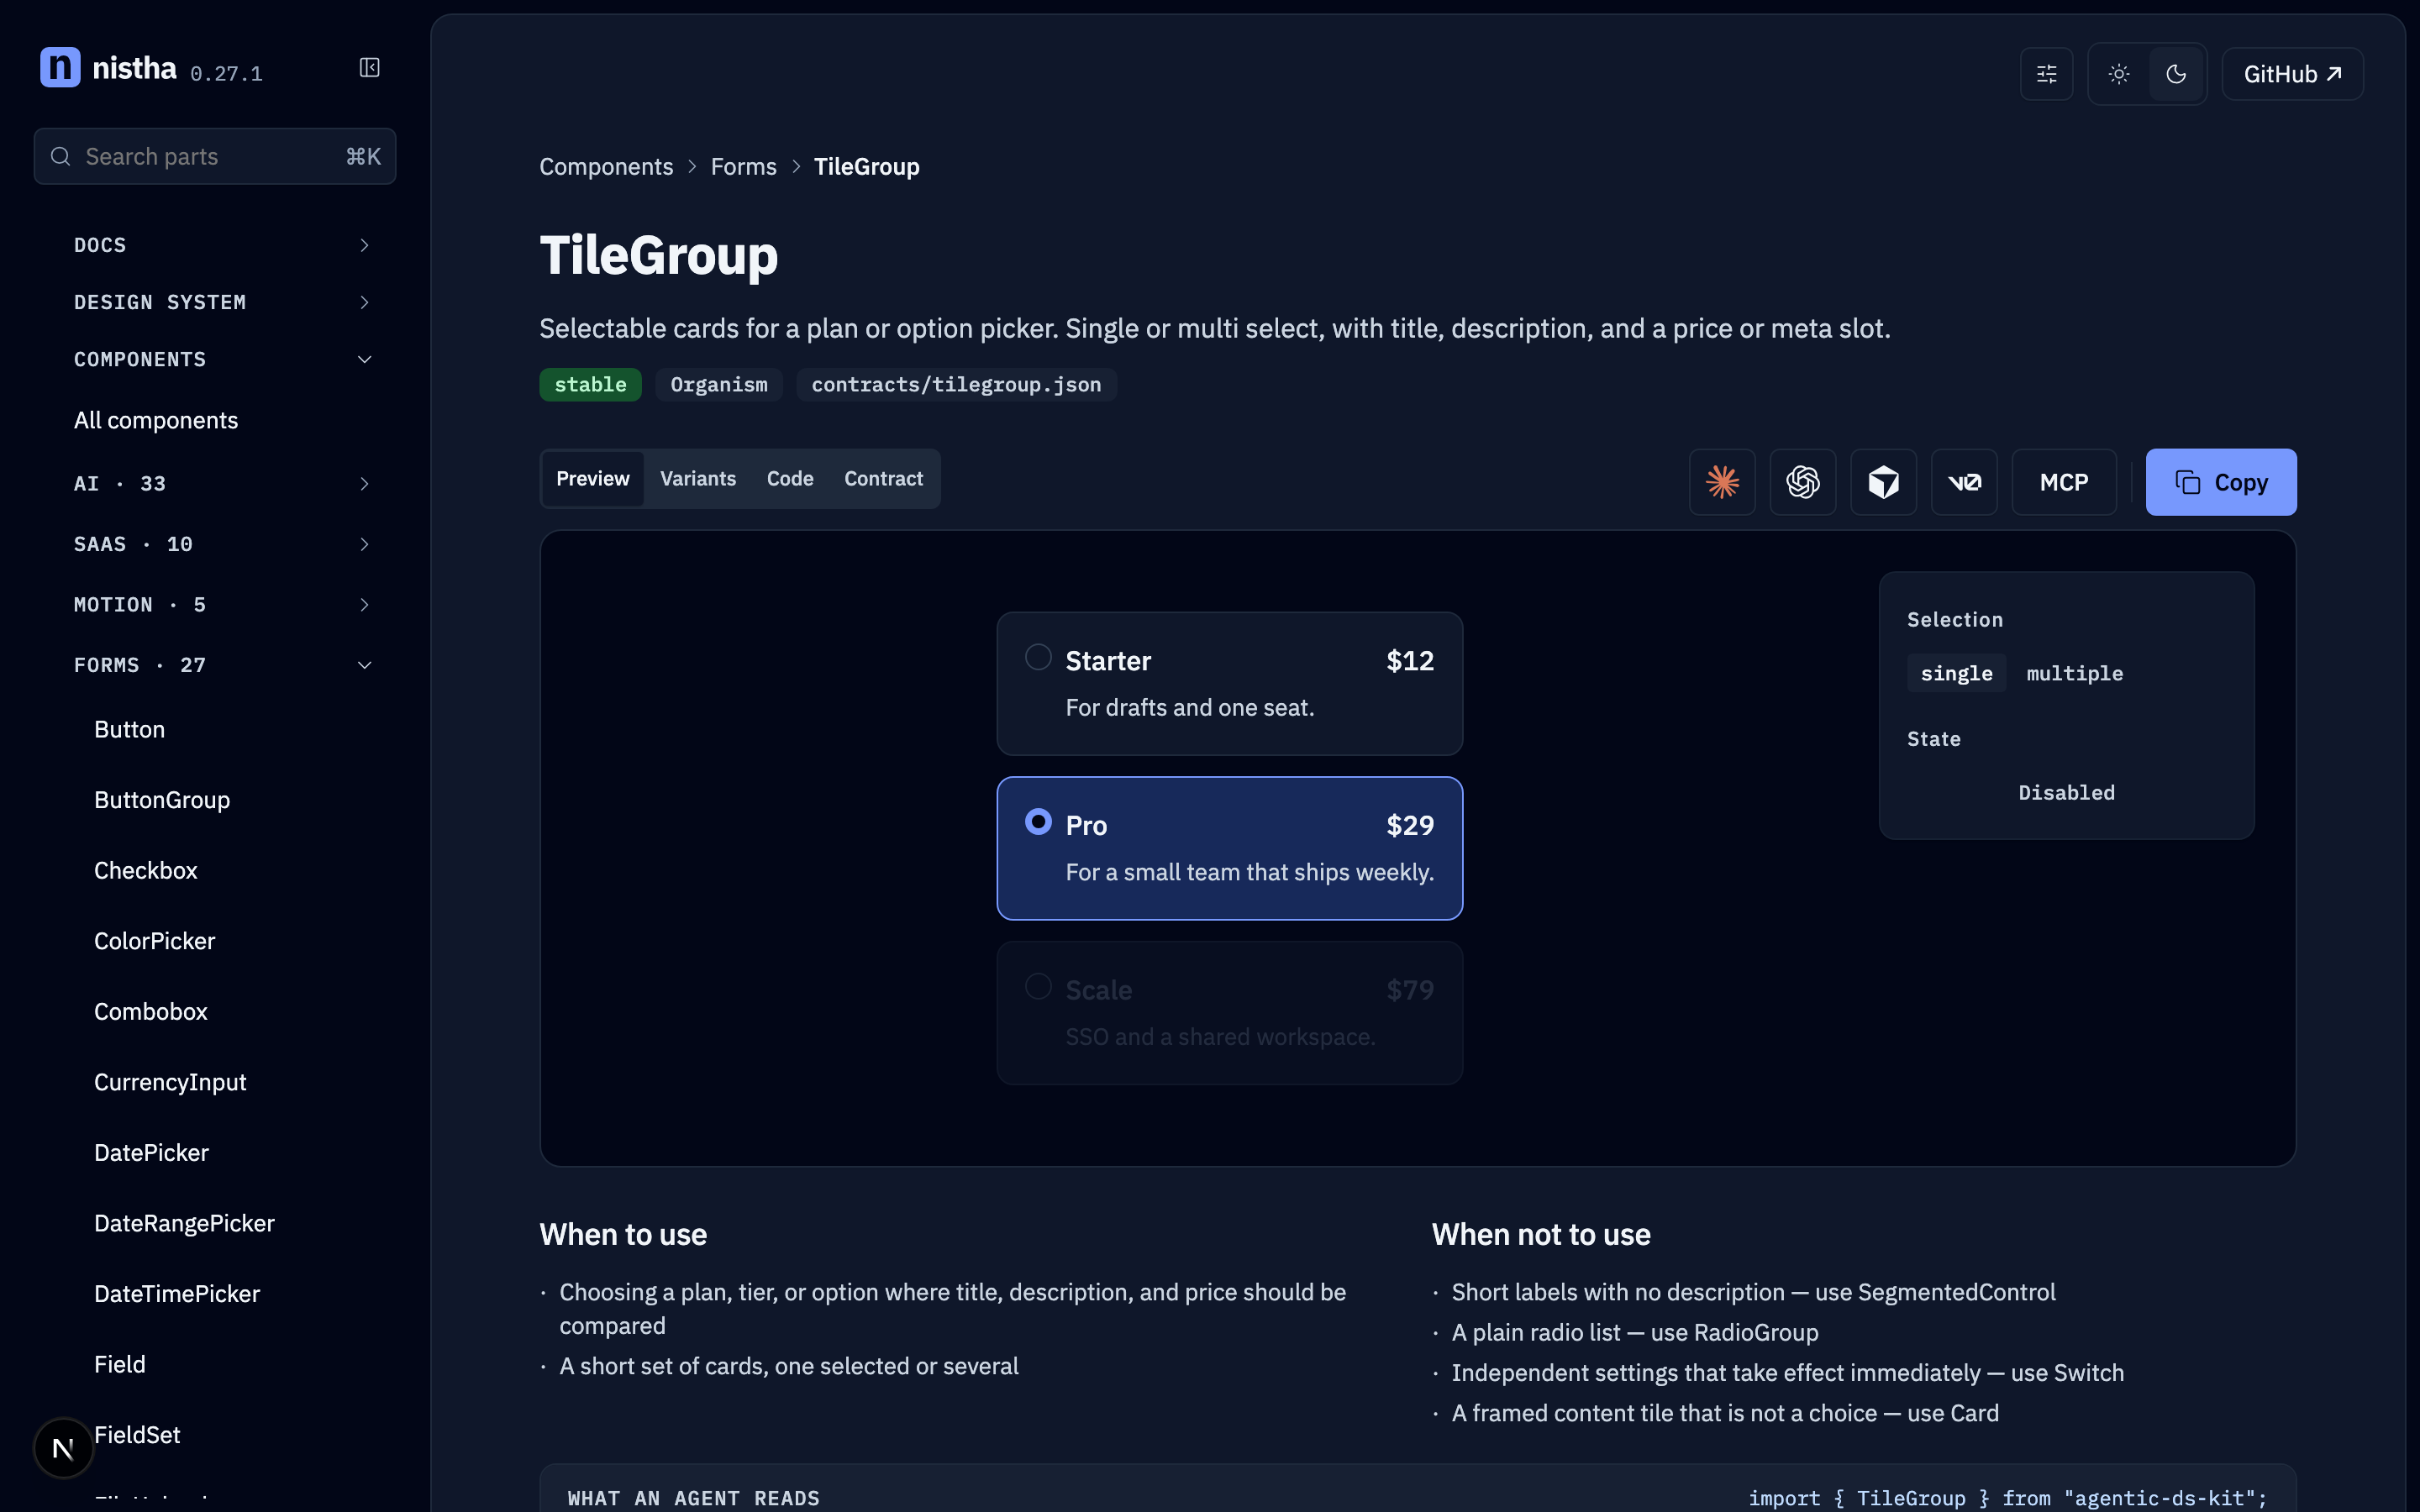 nistha 0.27.1
Search parts ⌘K
DOCS
DESIGN SYSTEM
COMPONENTS
All components
AI · 33
SAAS · 10
MOTION · 5
FORMS · 27
Button
ButtonGroup
Checkbox
ColorPicker
Combobox
CurrencyInput
DatePicker
DateRangePicker
DateTimePicker
Field
FieldSet
GitHub
Components > Forms > TileGroup
TileGroup
Selectable cards for a plan or option picker. Single or multi select, with title, description, and a price or meta slot.
stable Organism contracts/tilegroup.json
Preview Variants Code Contract
v0 MCP Copy
Starter $12
For drafts and one seat.
Pro $29
For a small team that ships weekly.
Scale $79
SSO and a shared workspace.
Selection
single multiple
State
Disabled
When to use
· Choosing a plan, tier, or option where title, description, and price should be
compared
· A short set of cards, one selected or several
When not to use
· Short labels with no description — use SegmentedControl
· A plain radio list — use RadioGroup
· Independent settings that take effect immediately — use Switch
· A framed content tile that is not a choice — use Card
WHAT AN AGENT READS
import { TileGroup } from "agentic-ds-kit";